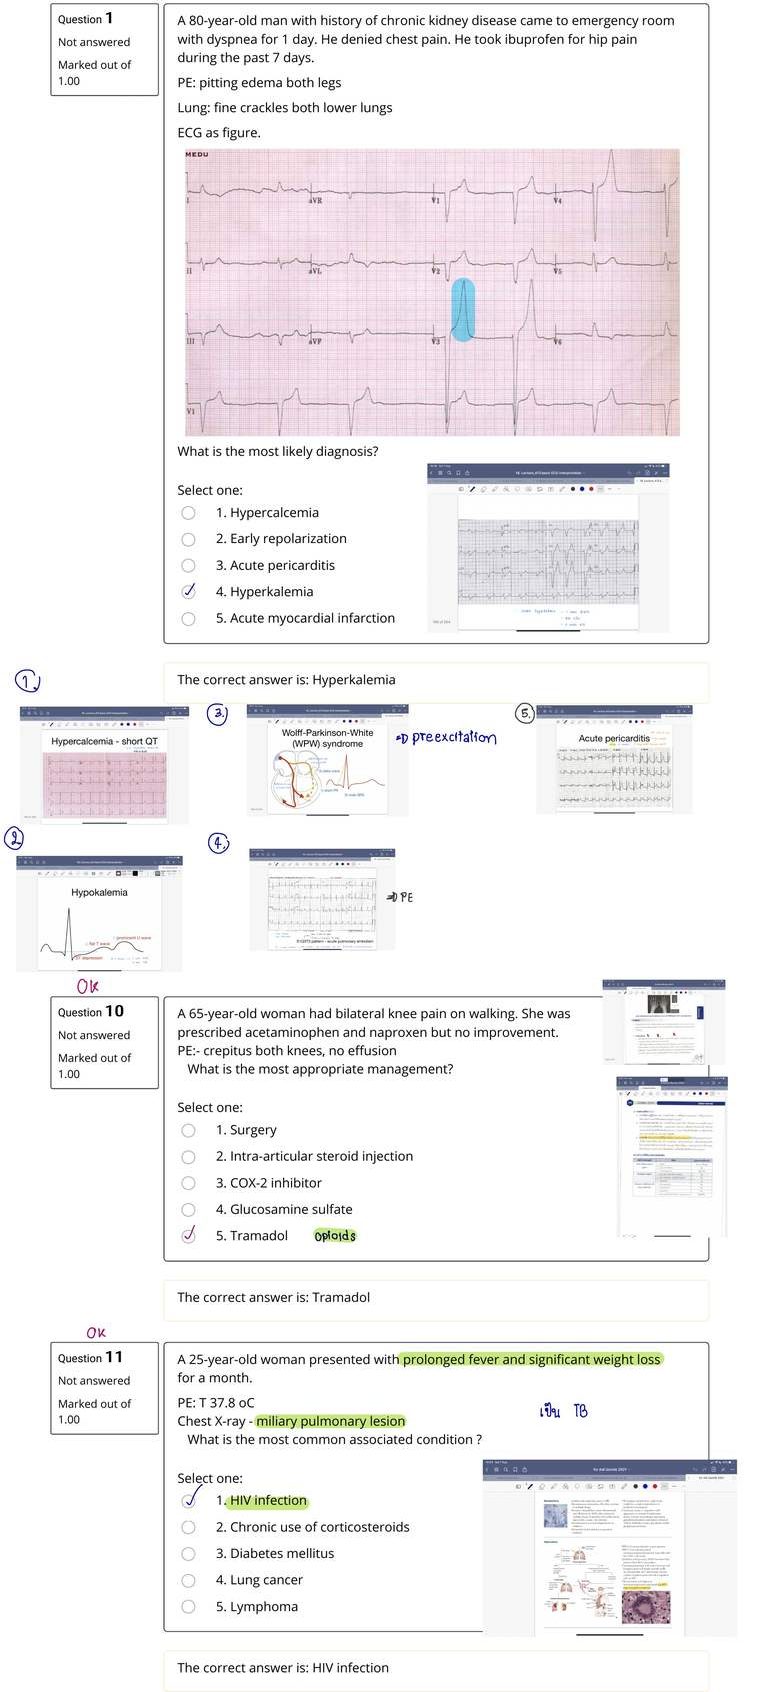 Question 1
Not answered
Marked out of
1.00
A 80-year-old man with history of chronic kidney disease came to emergency room
with dyspnea for 1 day. He denied chest pain. He took ibuprofen for hip pain
during the past 7 days.
PE: pitting edema both legs
Lung: fine crackles both lower lungs
ECG as figure.
MEDU
I
aVR
V1
V4
II
aVL
V2
V5
III
aVF
V3
V6
V1
What is the most likely diagnosis?
Select one:
1. Hypercalcemia
2. Early repolarization
3. Acute pericarditis
4. Hyperkalemia
5. Acute myocardial infarction
The correct answer is: Hyperkalemia
1.
Hypercalcemia - short QT
3.
Wolff-Parkinson-White
(WPW) syndrome
⇒ preexcitation
5.
Acute pericarditis
2
Hypokalemia
prominent U wave
flat T wave
ST depression
4.
S1Q3T3 pattern - acute pulmonary embolism
⇒ PE
OK
Question 10
Not answered
Marked out of
1.00
A 65-year-old woman had bilateral knee pain on walking. She was
prescribed acetaminophen and naproxen but no improvement.
PE:- crepitus both knees, no effusion
What is the most appropriate management?
Select one:
1. Surgery
2. Intra-articular steroid injection
3. COX-2 inhibitor
4. Glucosamine sulfate
5. Tramadol opioids
The correct answer is: Tramadol
OK
Question 11
Not answered
Marked out of
1.00
A 25-year-old woman presented with prolonged fever and significant weight loss
for a month.
PE: T 37.8 oC
Chest X-ray - miliary pulmonary lesion
เป็น TB
What is the most common associated condition ?
Select one:
1. HIV infection
2. Chronic use of corticosteroids
3. Diabetes mellitus
4. Lung cancer
5. Lymphoma
The correct answer is: HIV infection